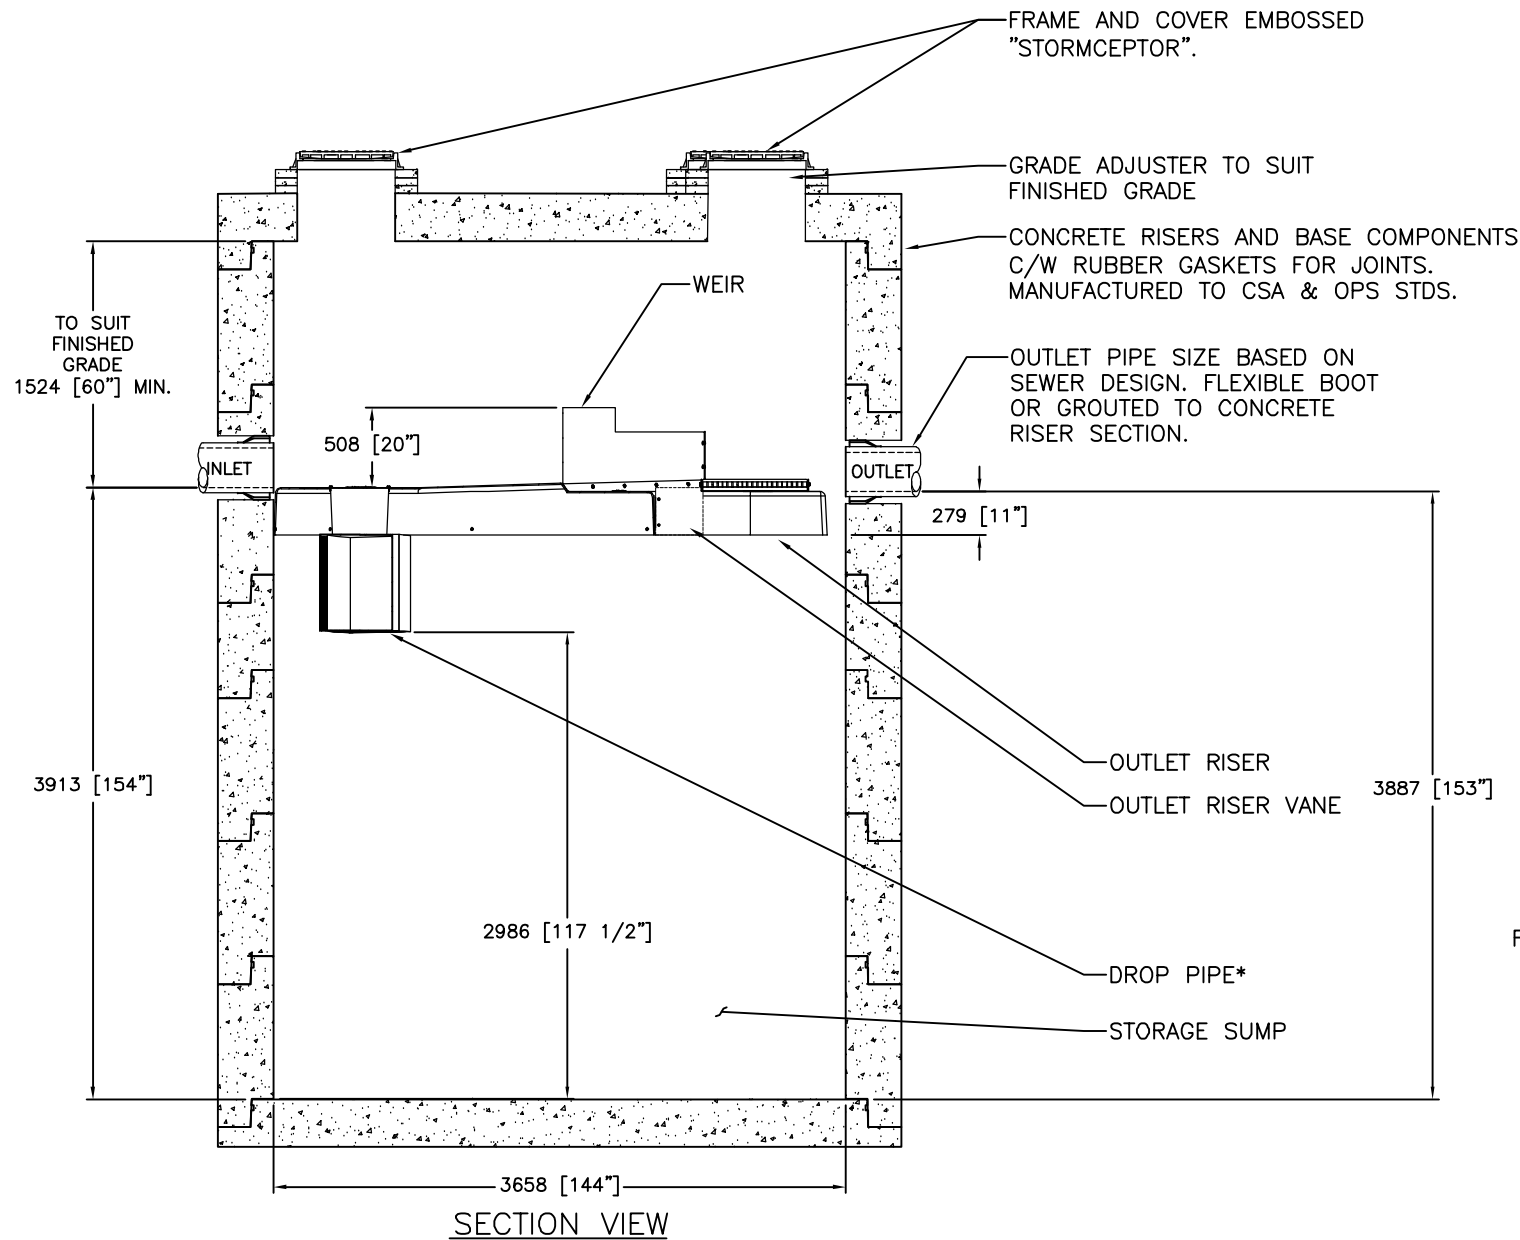 FRAME AND COVER EMBOSSED
"STORMCEPTOR".
GRADE ADJUSTER TO SUIT
FINISHED GRADE
CONCRETE RISERS AND BASE COMPONENTS
C/W RUBBER GASKETS FOR JOINTS.
MANUFACTURED TO CSA & OPS STDS.
WEIR
TO SUIT
FINISHED
GRADE
1524 [60"] MIN.
OUTLET PIPE SIZE BASED ON
SEWER DESIGN. FLEXIBLE BOOT
OR GROUTED TO CONCRETE
RISER SECTION.
508 [20"]
INLET
OUTLET
279 [11"]
OUTLET RISER
3913 [154"]
3887 [153"]
OUTLET RISER VANE
2986 [117 1/2"]
F
DROP PIPE*
STORAGE SUMP
3658 [144"]
SECTION VIEW